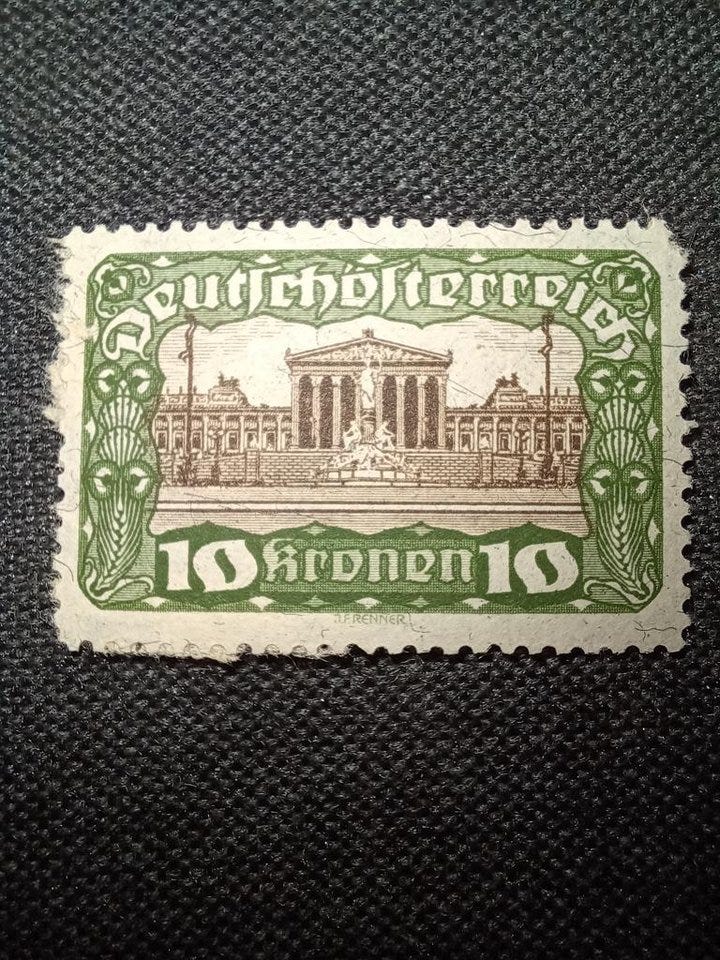 Deutschösterreich
10 Kronen 10
J.F. RENNER